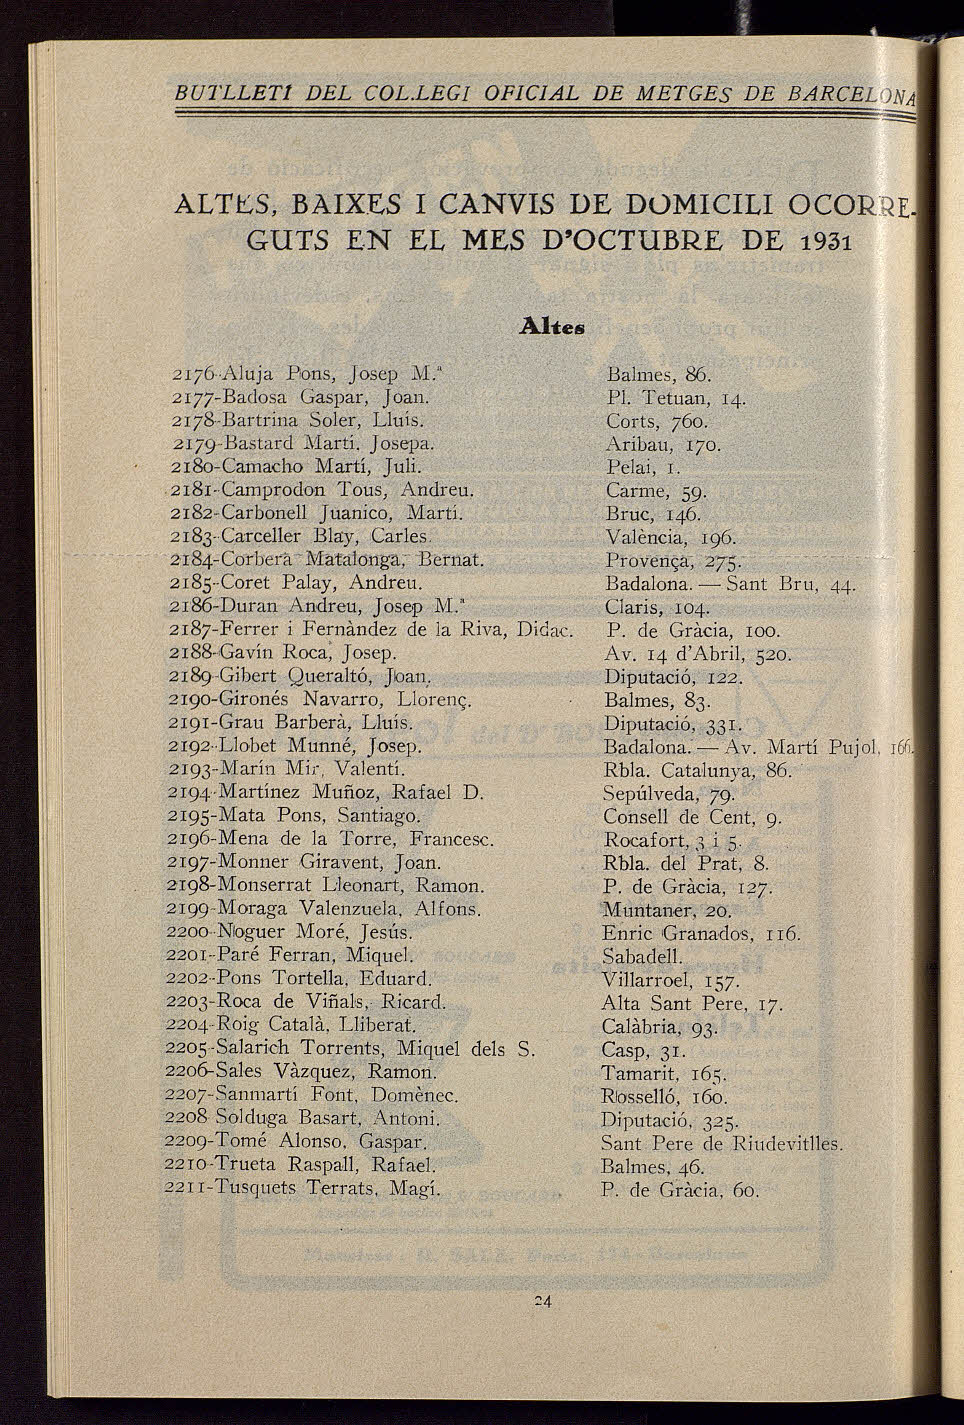 BUTLLETÍ DEL COL.LEGI OFICIAL DE METGES DE BARCELONA
ALTES, BAIXES I CANVIS DE DOMICILI OCORRE-
GUTS EN EL MES D'OCTUBRE DE 1931
Altes
2176-Aluja Pons, Josep M.ª Balmes, 86.
2177-Badosa Gaspar, Joan. Pl. Tetuan, 14.
2178-Bartrina Soler, Lluís. Corts, 760.
2179-Bastard Martí, Josepa. Aribau, 170.
2180-Camacho Martí, Juli. Pelai, 1.
2181-Camprodon Tous, Andreu. Carme, 59.
2182-Carbonell Juanico, Martí. Bruc, 146.
2183-Carceller Blay, Carles. València, 196.
2184-Corberà Matalonga, Bernat. Provença, 275.
2185-Coret Palay, Andreu. Badalona. — Sant Bru, 44.
2186-Duran Andreu, Josep M.ª Claris, 104.
2187-Ferrer i Fernàndez de la Riva, Didac. P. de Gràcia, 100.
2188-Gavín Roca, Josep. Av. 14 d'Abril, 520.
2189-Gibert Queraltó, Joan. Diputació, 122.
2190-Gironés Navarro, Llorenç. Balmes, 83.
2191-Grau Barberà, Lluís. Diputació, 331.
2192-Llobet Munné, Josep. Badalona. — Av. Martí Pujol, 166.
2193-Marín Mir, Valentí. Rbla. Catalunya, 86.
2194-Martínez Muñoz, Rafael D. Sepúlveda, 79.
2195-Mata Pons, Santiago. Consell de Cent, 9.
2196-Mena de la Torre, Francesc. Rocafort, 3 i 5.
2197-Monner Giravent, Joan. Rbla. del Prat, 8.
2198-Monserrat Lleonart, Ramon. P. de Gràcia, 127.
2199-Moraga Valenzuela, Alfons. Muntaner, 20.
2200-Noguer Moré, Jesús. Enric Granados, 116.
2201-Paré Ferran, Miquel. Sabadell.
2202-Pons Tortella, Eduard. Villarroel, 157.
2203-Roca de Viñals, Ricard. Alta Sant Pere, 17.
2204-Roig Català, Lliberat. Calàbria, 93.
2205-Salarich Torrents, Miquel dels S. Casp, 31.
2206-Sales Vàzquez, Ramon. Tamarit, 165.
2207-Sanmartí Font, Domènec. Rosselló, 160.
2208 Solduga Basart, Antoni. Diputació, 325.
2209-Tomé Alonso, Gaspar. Sant Pere de Riudevitlles.
2210-Trueta Raspall, Rafael. Balmes, 46.
2211-Tusquets Terrats, Magí. P. de Gràcia, 60.
24